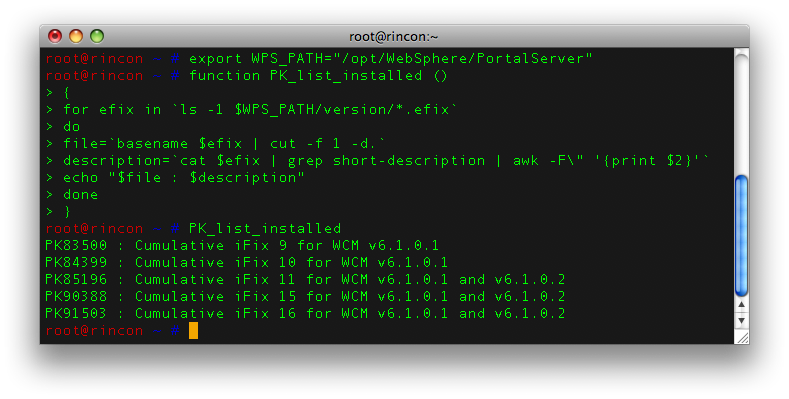 root@rincon:~
root@rincon ~ # export WPS_PATH="/opt/WebSphere/PortalServer"
root@rincon ~ # function PK_list_installed ()
> {
> for efix in `ls -1 $WPS_PATH/version/*.efix`
> do
> file=`basename $efix | cut -f 1 -d.`
> description=`cat $efix | grep short-description | awk -F\" '{print $2}'`
> echo "$file : $description"
> done
> }
root@rincon ~ # PK_list_installed
PK83500 : Cumulative iFix 9 for WCM v6.1.0.1
PK84399 : Cumulative iFix 10 for WCM v6.1.0.1
PK85196 : Cumulative iFix 11 for WCM v6.1.0.1 and v6.1.0.2
PK90388 : Cumulative iFix 15 for WCM v6.1.0.1 and v6.1.0.2
PK91503 : Cumulative iFix 16 for WCM v6.1.0.1 and v6.1.0.2
root@rincon ~ #